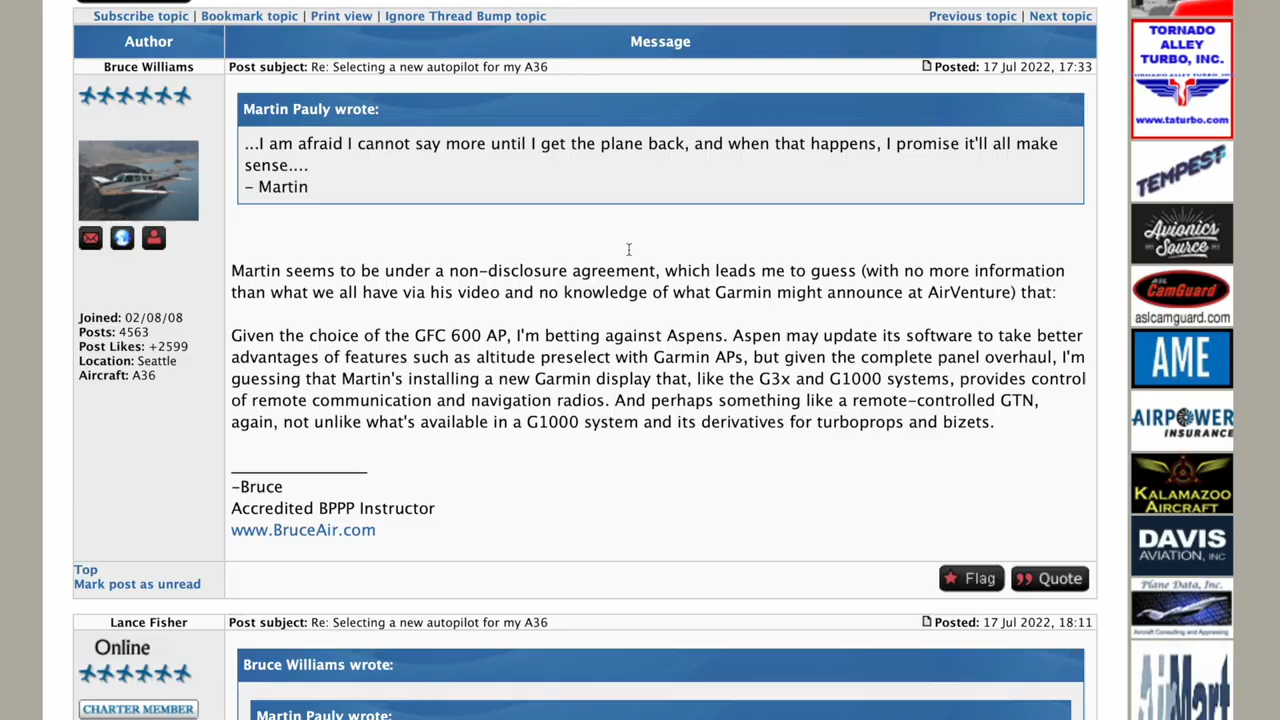 Subscribe topic | Bookmark topic | Print view | Ignore Thread Bump topic
Previous topic | Next topic
Author
Message
Bruce Williams
Post subject: Re: Selecting a new autopilot for my A36
Posted: 17 Jul 2022, 17:33
Martin Pauly wrote:
...I am afraid I cannot say more until I get the plane back, and when that happens, I promise it'll all make
sense....
- Martin
Martin seems to be under a non-disclosure agreement, which leads me to guess (with no more information
than what we all have via his video and no knowledge of what Garmin might announce at AirVenture) that:
Given the choice of the GFC 600 AP, I'm betting against Aspens. Aspen may update its software to take better
advantages of features such as altitude preselect with Garmin APs, but given the complete panel overhaul, I'm
guessing that Martin's installing a new Garmin display that, like the G3x and G1000 systems, provides control
of remote communication and navigation radios. And perhaps something like a remote-controlled GTN,
again, not unlike what's available in a G1000 system and its derivatives for turboprops and bizets.
Joined: 02/08/08
Posts: 4563
Post Likes: +2599
Location: Seattle
Aircraft: A36
-Bruce
Accredited BPPP Instructor
www.BruceAir.com
Top
Mark post as unread
Flag
Quote
Lance Fisher
Post subject: Re: Selecting a new autopilot for my A36
Posted: 17 Jul 2022, 18:11
Online
CHARTER MEMBER
Bruce Williams wrote:
Martin Pauly wrote:
TORNADO
ALLEY
TURBO, INC.
www.taturbo.com
TEMPEST
Avionics
Source
CamGuard
aslcamguard.com
AME
AIRPOWER
INSURANCE
KALAMAZOO
AIRCRAFT
DAVIS
AVIATION, INC
Plane Data, Inc.
Aircraft Consulting and Appraising
AirMart